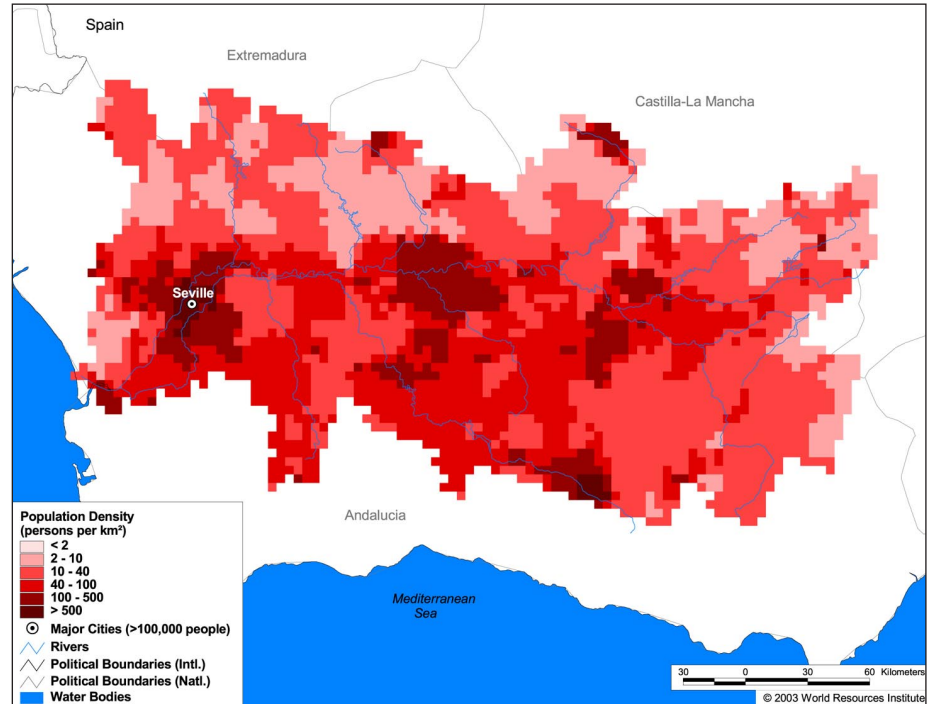 Spain
Extremadura
Castilla-La Mancha
Seville
Andalucia
Mediterranean
Sea
Population Density
(persons per km²)
< 2
2 - 10
10 - 40
40 - 100
100 - 500
> 500
Major Cities (>100,000 people)
Rivers
Political Boundaries (Intl.)
Political Boundaries (Natl.)
Water Bodies
30 0 30 60 Kilometers
© 2003 World Resources Institute